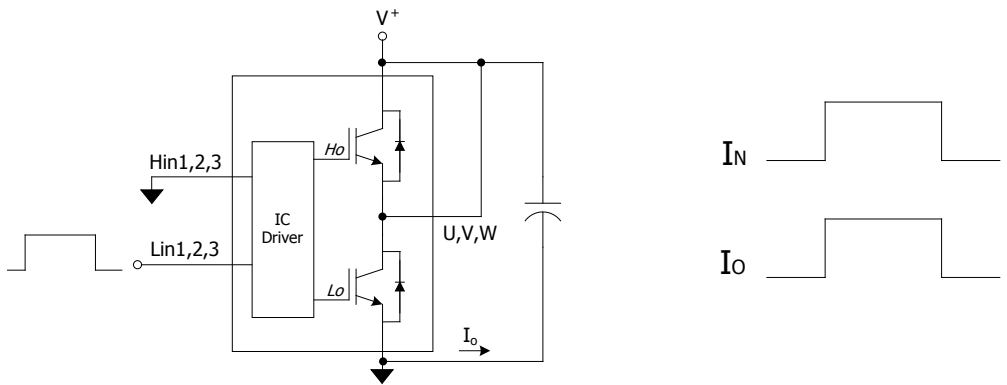 V+
Ho
Hin1,2,3
IC
Driver
U,V,W
Lin1,2,3
Lo
Io
IN
IO